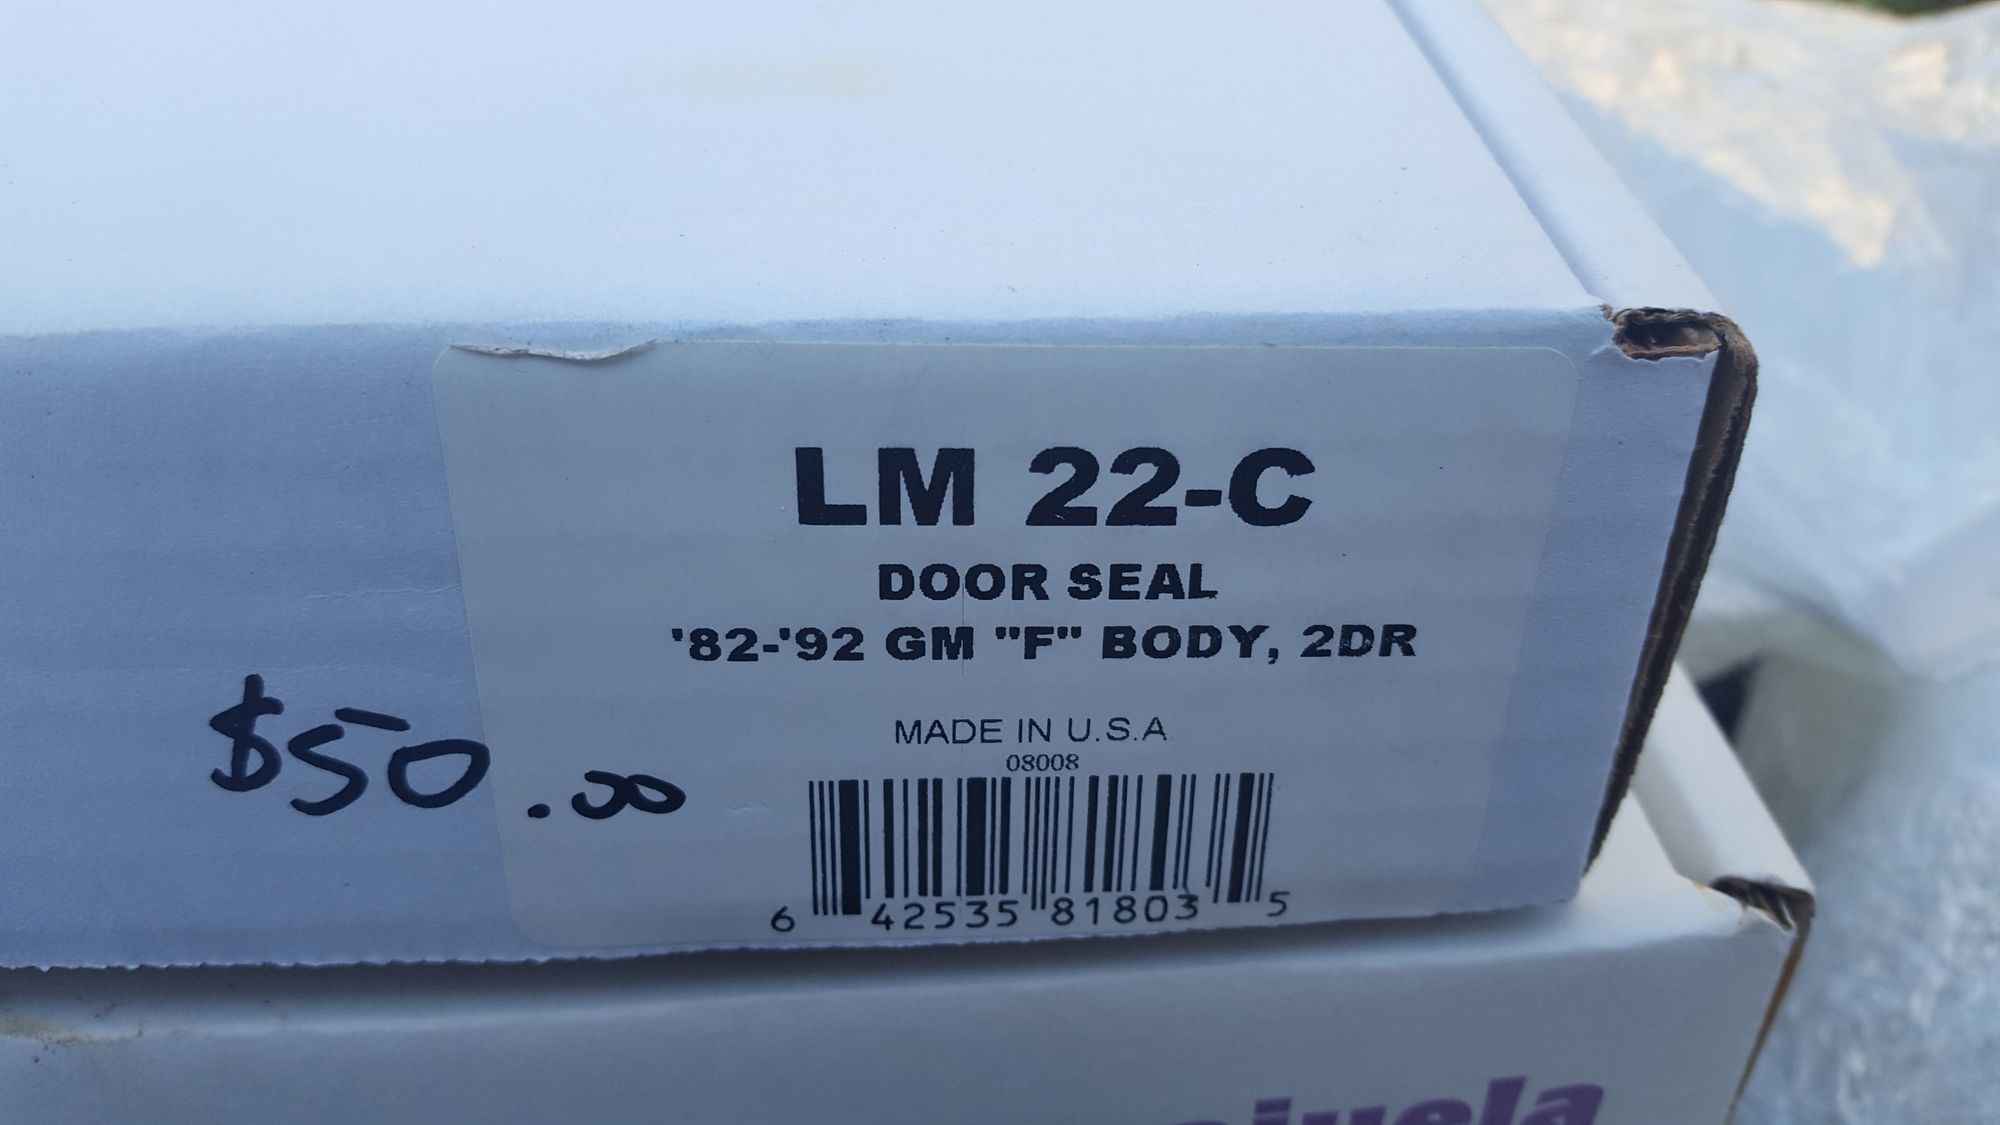 LM 22-C
DOOR SEAL
'82-'92 GM "F" BODY, 2DR
$50.00
MADE IN U.S.A
08008
6 42535 81803 5